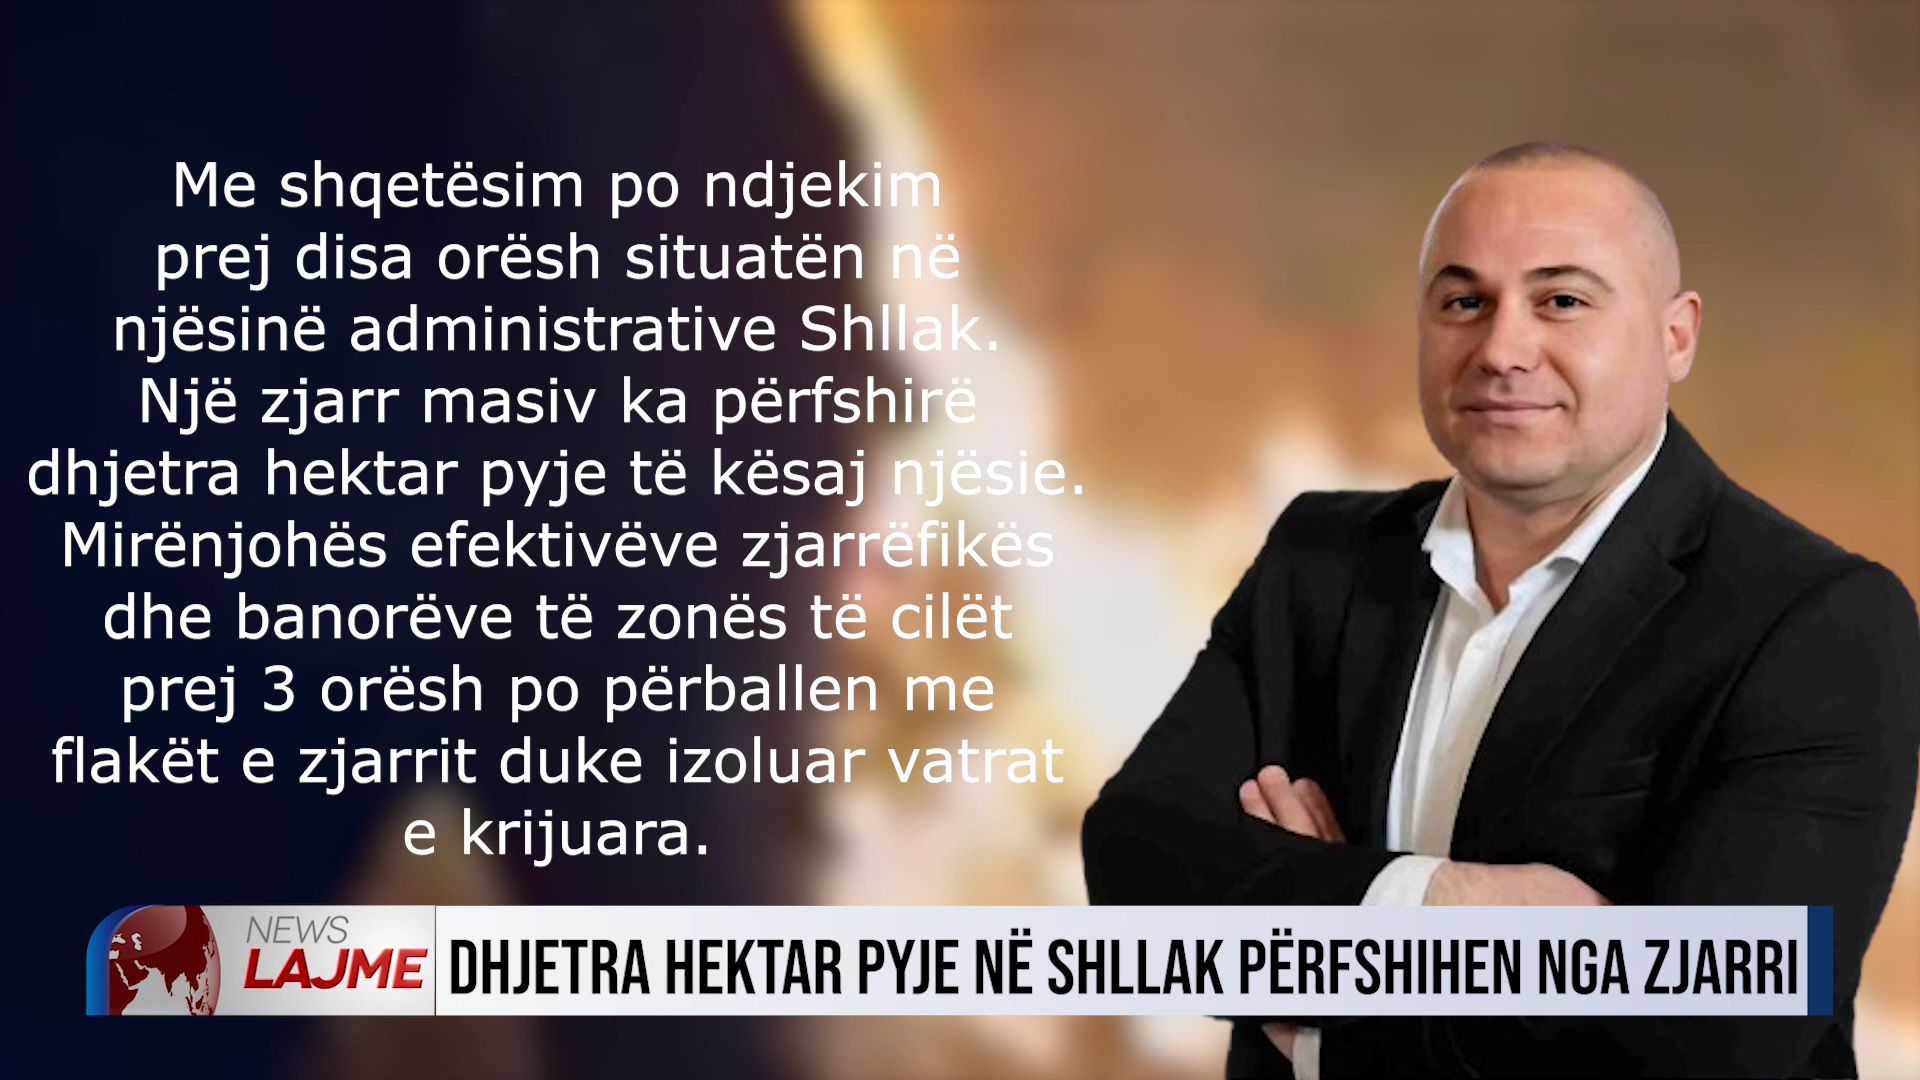 Me shqetësim po ndjekim
prej disa orësh situatën në
njësinë administrative Shllak.
Një zjarr masiv ka përfshirë
dhjetra hektar pyje të kësaj njësie.
Mirënjohës efektivëve zjarrëfikës
dhe banorëve të zonës të cilët
prej 3 orësh po përballen me
flakët e zjarrit duke izoluar vatrat
e krijuara.
NEWS
LAJME
DHJETRA HEKTAR PYJE NË SHLLAK PËRFSHIHEN NGA ZJARRI